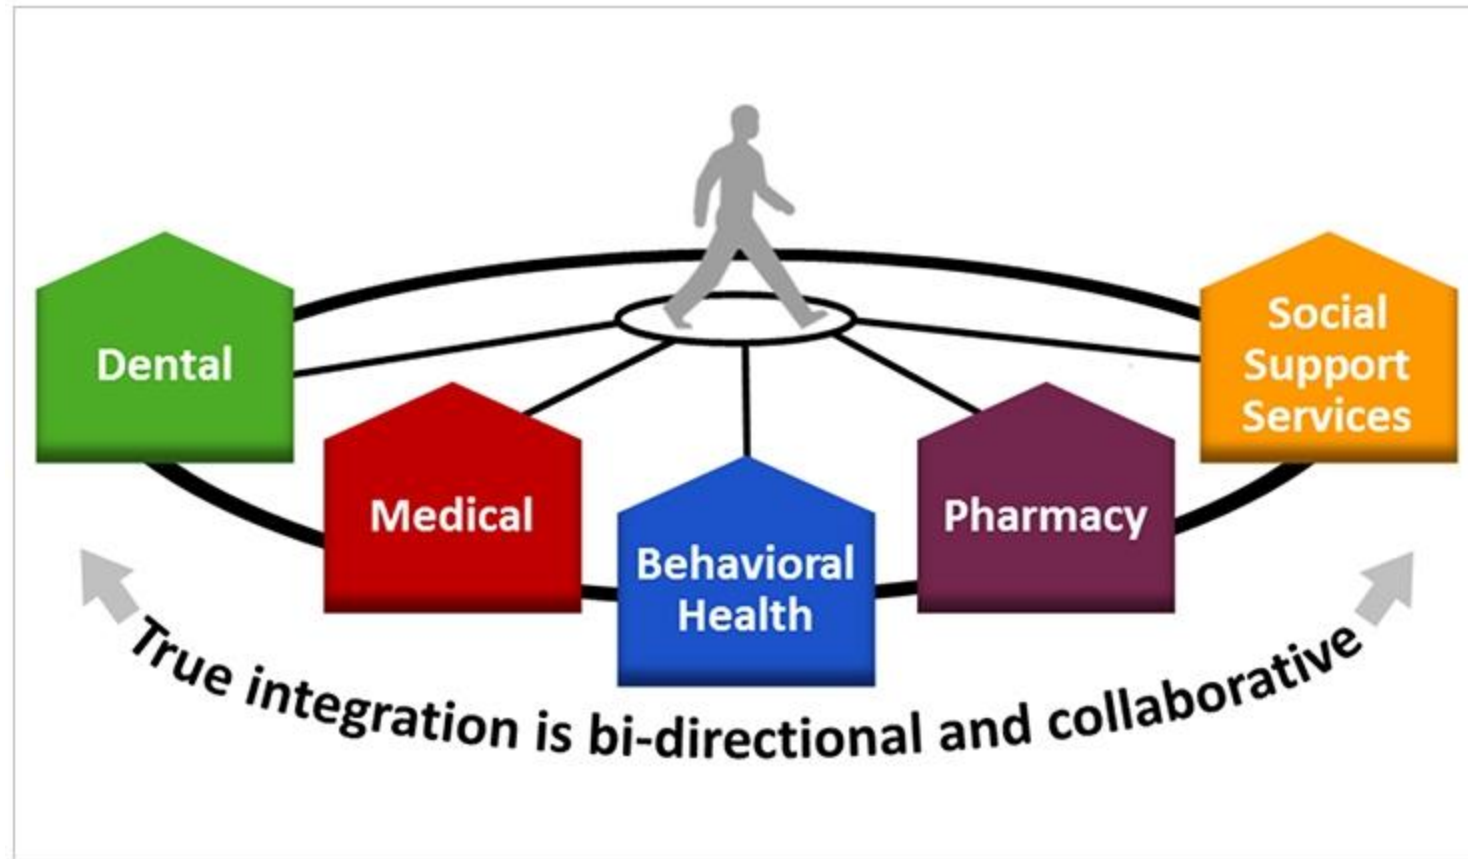 Dental
Medical
Behavioral
Health
Pharmacy
Social
Support
Services
True integration is bi-directional and collaborative